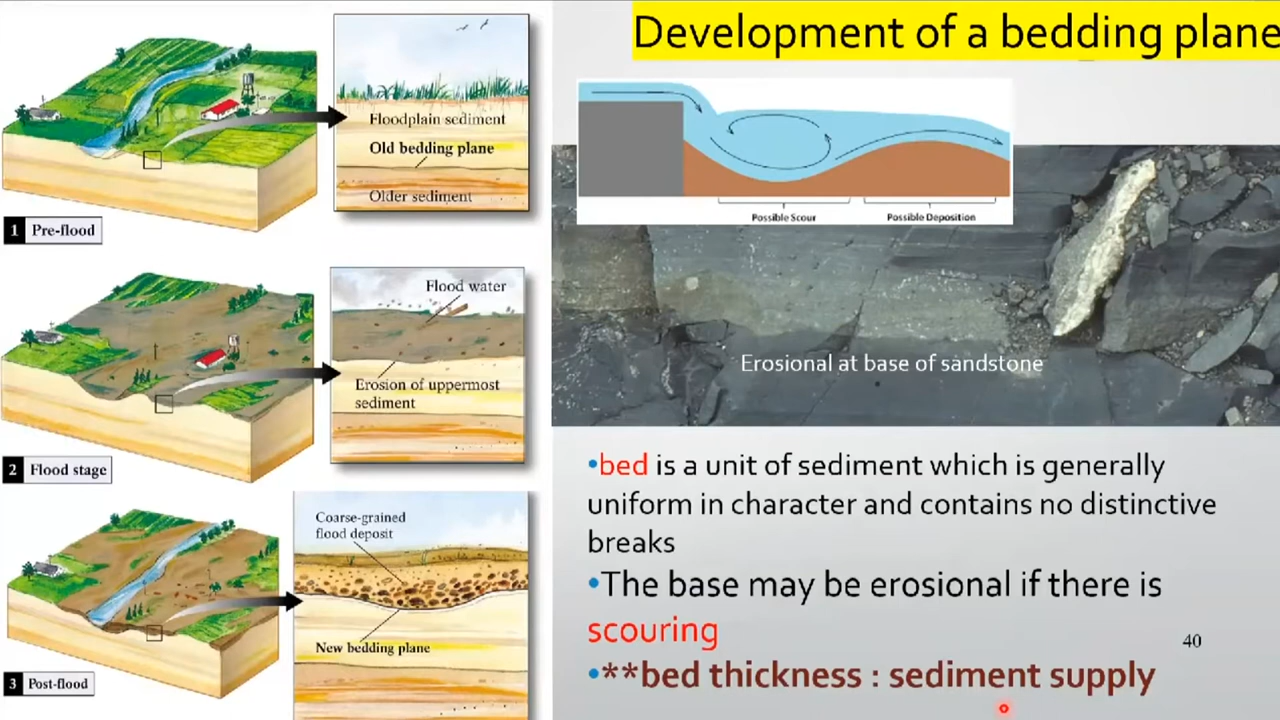 Development of a bedding plane
Floodplain sediment
Old bedding plane
Older sediment
1 Pre-flood
Flood water
Erosion of uppermost
sediment
2 Flood stage
Coarse-grained
flood deposit
New bedding plane
3 Post-flood
Possible Scour
Possible Deposition
Erosional at base of sandstone
•bed is a unit of sediment which is generally
uniform in character and contains no distinctive
breaks
•The base may be erosional if there is
scouring
40
•**bed thickness : sediment supply